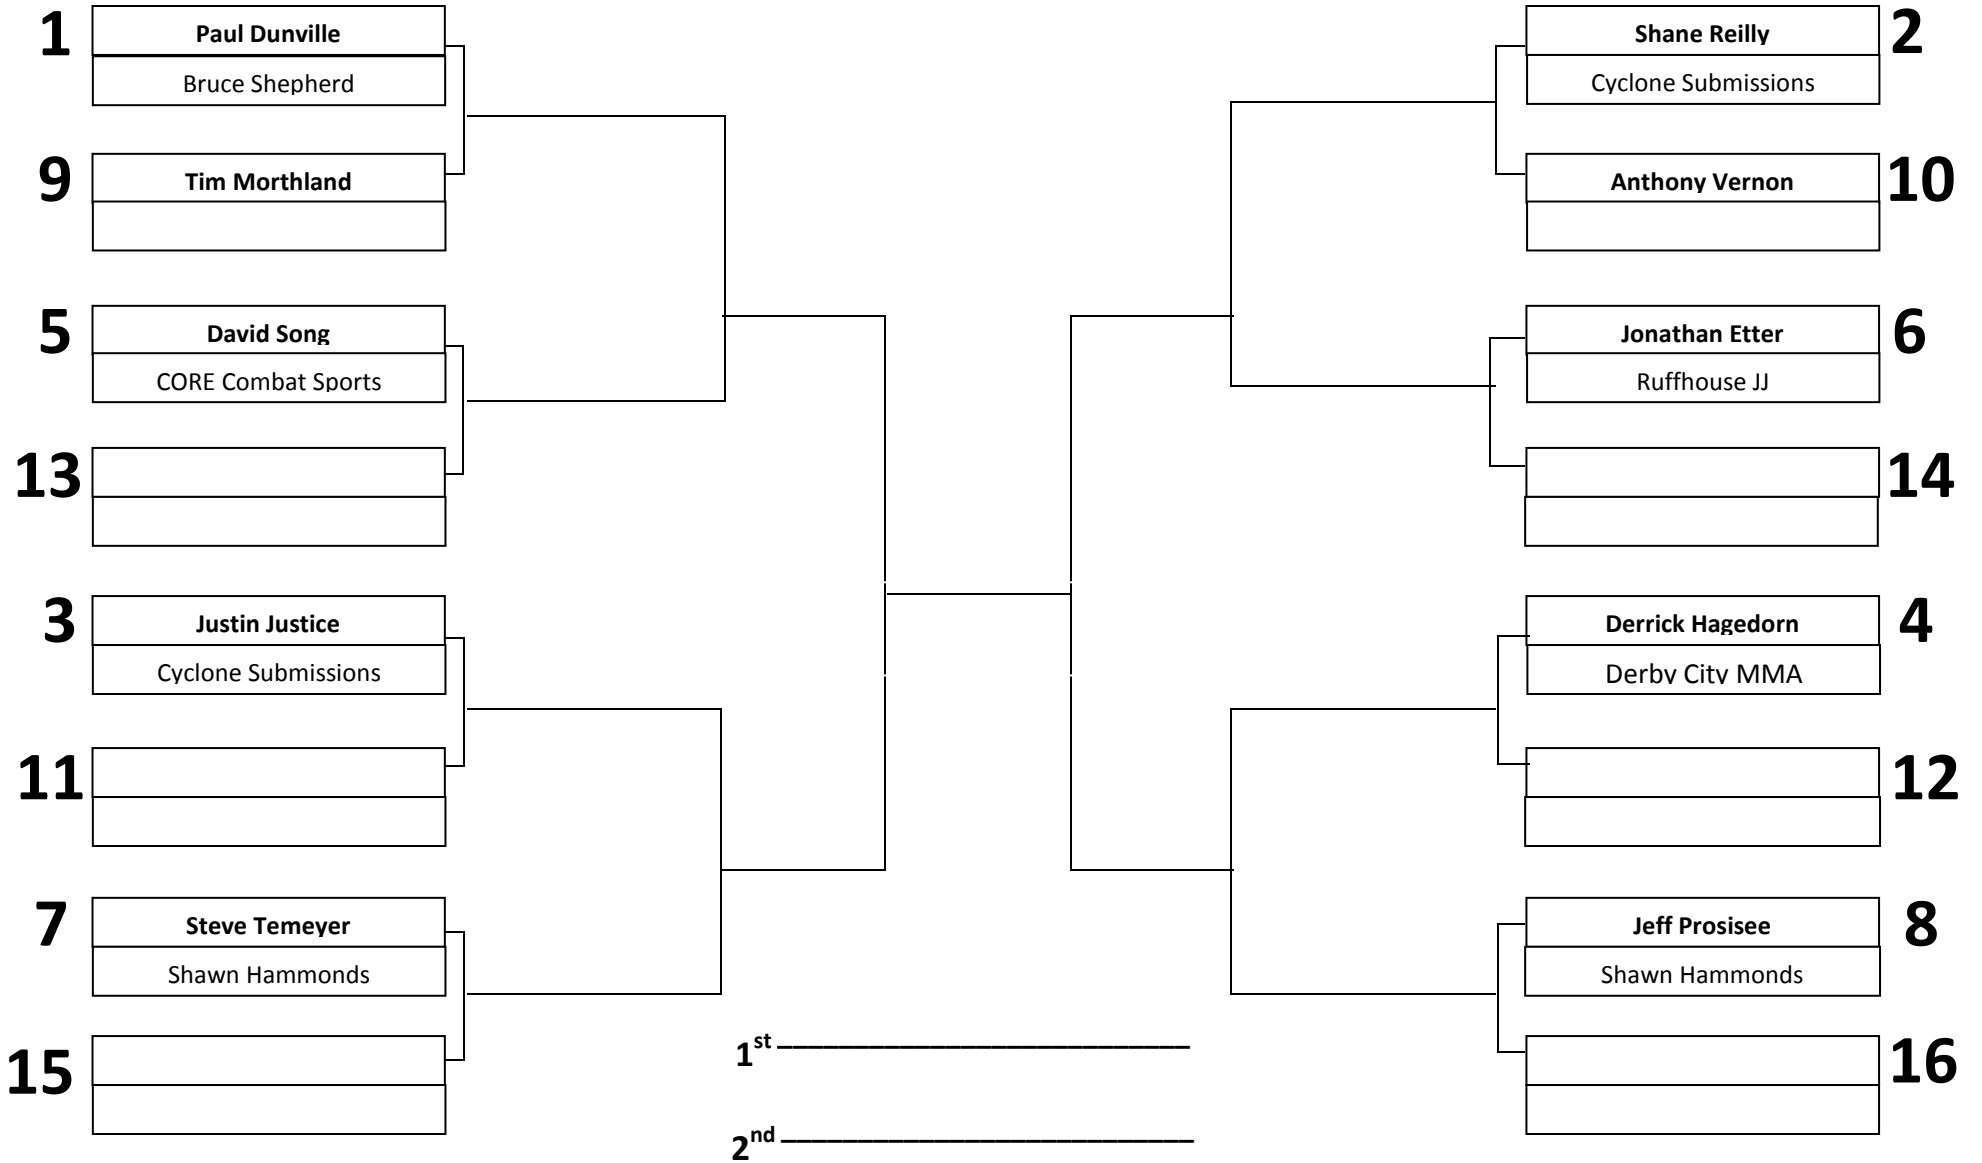 1
Paul Dunville
Bruce Shepherd
9
Tim Morthland
5
David Song
CORE Combat Sports
13
3
Justin Justice
Cyclone Submissions
11
7
Steve Temeyer
Shawn Hammonds
15
Shane Reilly
2
Cyclone Submissions
Anthony Vernon
10
Jonathan Etter
6
Ruffhouse JJ
14
Derrick Hagedorn
4
Derby City MMA
12
Jeff Prosisee
8
Shawn Hammonds
16
1st
2nd